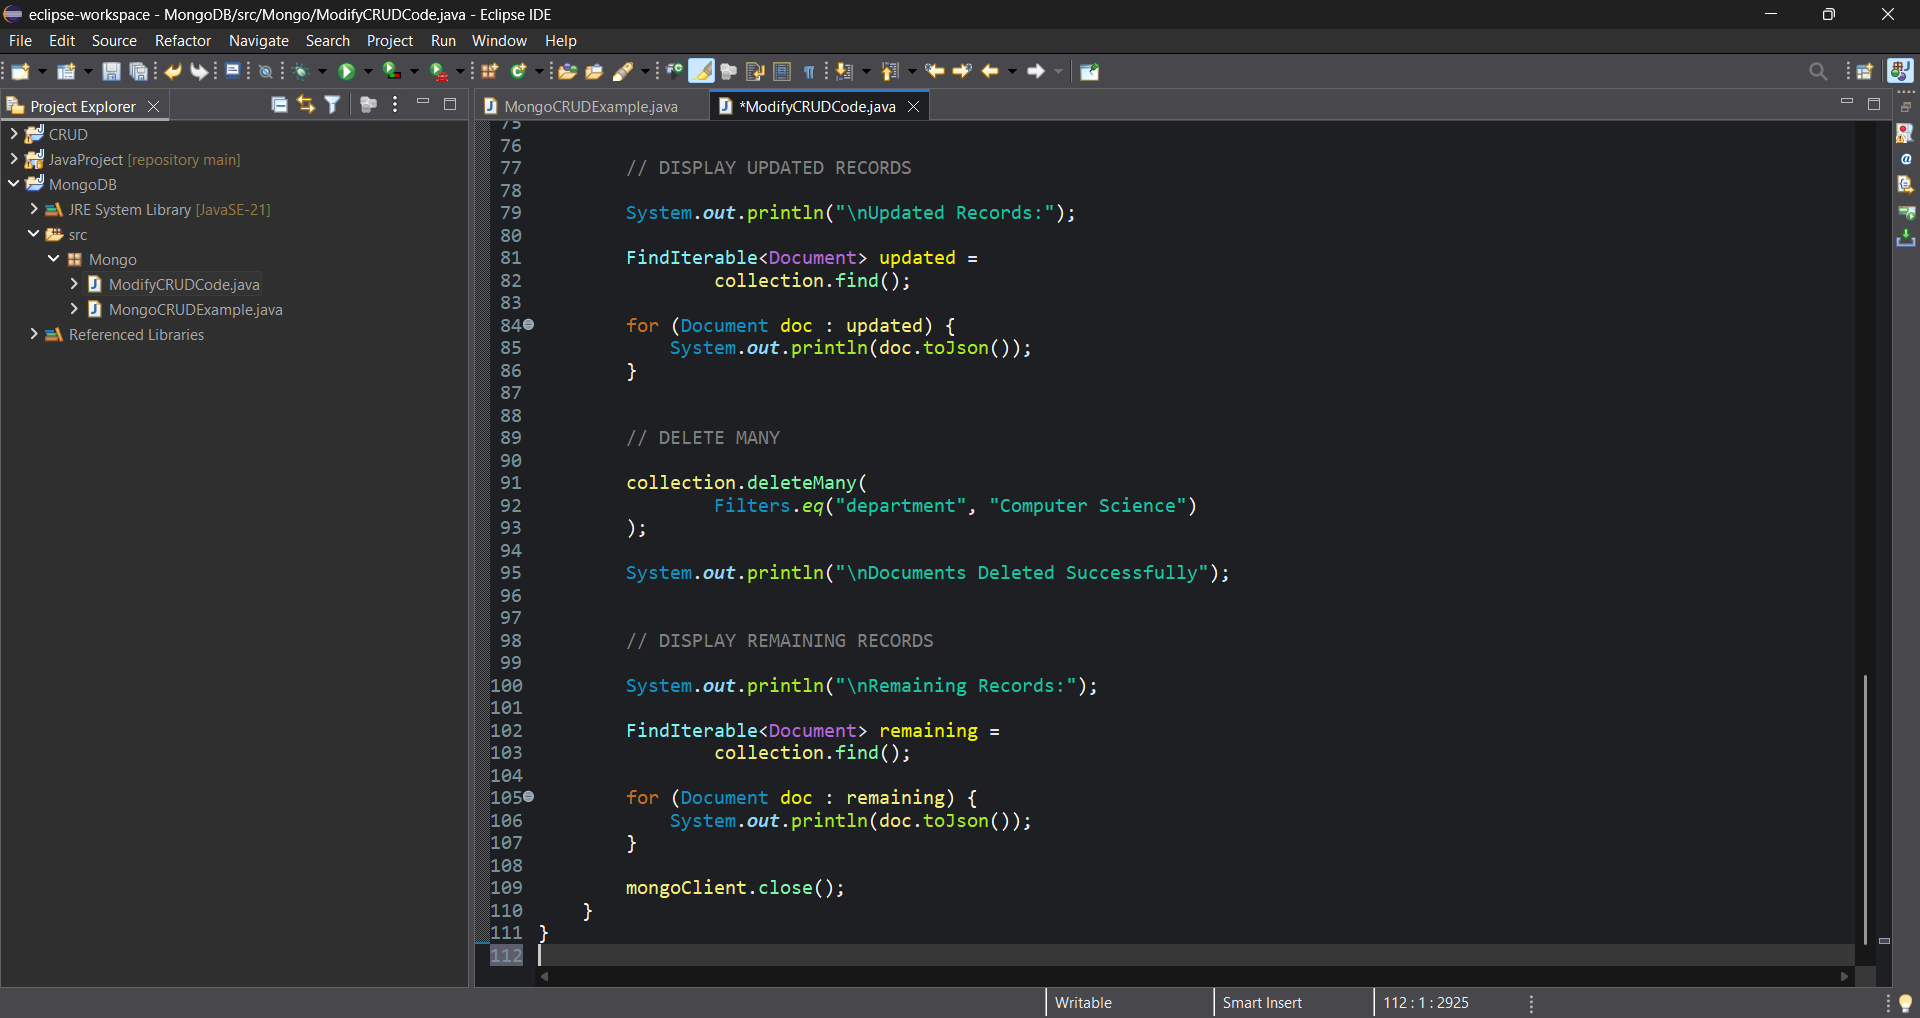 eclipse-workspace - MongoDB/src/Mongo/ModifyCRUDCode.java - Eclipse IDE
File Edit Source Refactor Navigate Search Project Run Window Help
Project Explorer
MongoCRUDExample.java
*ModifyCRUDCode.java
CRUD
JavaProject [repository main]
MongoDB
JRE System Library [JavaSE-21]
src
Mongo
ModifyCRUDCode.java
MongoCRUDExample.java
Referenced Libraries
75
76
77 // DISPLAY UPDATED RECORDS
78
79 System.out.println("\nUpdated Records:");
80
81 FindIterable<Document> updated =
82 collection.find();
83
84 for (Document doc : updated) {
85 System.out.println(doc.toJson());
86 }
87
88
89 // DELETE MANY
90
91 collection.deleteMany(
92 Filters.eq("department", "Computer Science")
93 );
94
95 System.out.println("\nDocuments Deleted Successfully");
96
97
98 // DISPLAY REMAINING RECORDS
99
100 System.out.println("\nRemaining Records:");
101
102 FindIterable<Document> remaining =
103 collection.find();
104
105 for (Document doc : remaining) {
106 System.out.println(doc.toJson());
107 }
108
109 mongoClient.close();
110 }
111 }
112
Writable
Smart Insert
112 : 1 : 2925